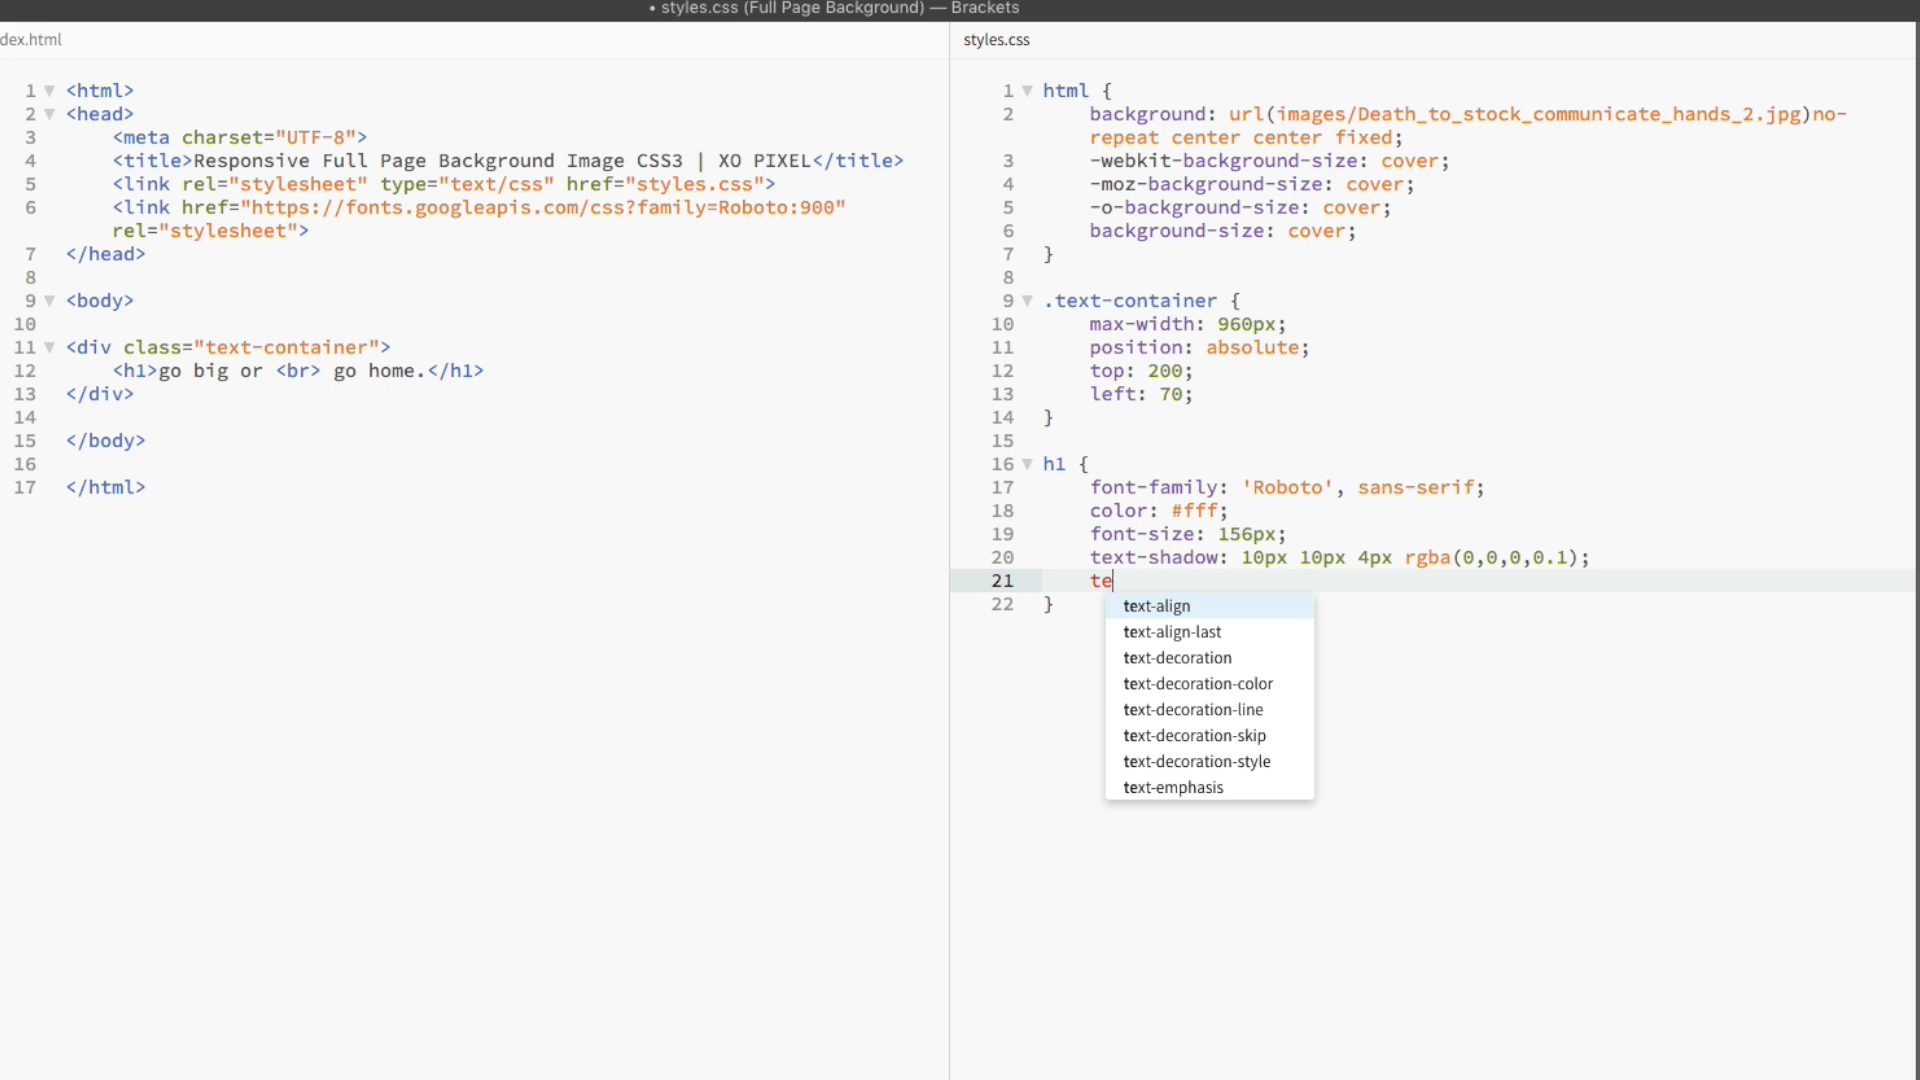 • styles.css (Full Page Background) — Brackets
dex.html
1 <html>
2 <head>
3 <meta charset="UTF-8">
4 <title>Responsive Full Page Background Image CSS3 | XO PIXEL</title>
5 <link rel="stylesheet" type="text/css" href="styles.css">
6 <link href="https://fonts.googleapis.com/css?family=Roboto:900"
rel="stylesheet">
7 </head>
8
9 <body>
10
11 <div class="text-container">
12 <h1>go big or <br> go home.</h1>
13 </div>
14
15 </body>
16
17 </html>
styles.css
1 html {
2 background: url(images/Death_to_stock_communicate_hands_2.jpg)no-
repeat center center fixed;
3 -webkit-background-size: cover;
4 -moz-background-size: cover;
5 -o-background-size: cover;
6 background-size: cover;
7 }
8
9 .text-container {
10 max-width: 960px;
11 position: absolute;
12 top: 200;
13 left: 70;
14 }
15
16 h1 {
17 font-family: 'Roboto', sans-serif;
18 color: #fff;
19 font-size: 156px;
20 text-shadow: 10px 10px 4px rgba(0,0,0,0.1);
21 te
22 }
text-align
text-align-last
text-decoration
text-decoration-color
text-decoration-line
text-decoration-skip
text-decoration-style
text-emphasis